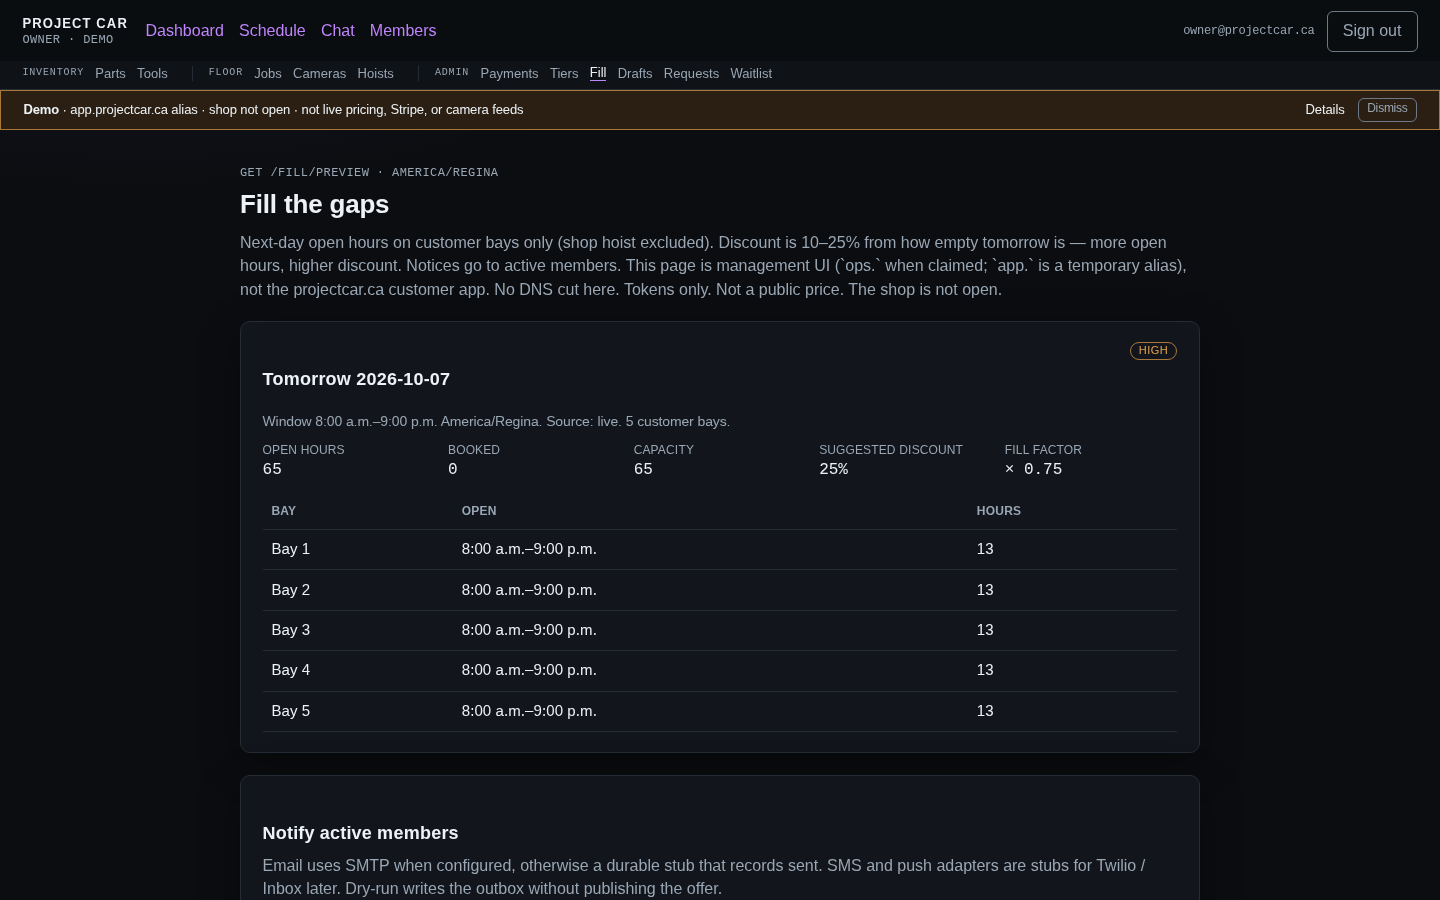 PROJECT CAR
OWNER · DEMO
Dashboard Schedule Chat Members
owner@projectcar.ca
Sign out
INVENTORY Parts Tools FLOOR Jobs Cameras Hoists ADMIN Payments Tiers Fill Drafts Requests Waitlist
Demo · app.projectcar.ca alias · shop not open · not live pricing, Stripe, or camera feeds
Details Dismiss
GET /FILL/PREVIEW · AMERICA/REGINA
Fill the gaps
Next-day open hours on customer bays only (shop hoist excluded). Discount is 10–25% from how empty tomorrow is — more open
hours, higher discount. Notices go to active members. This page is management UI (`ops.` when claimed; `app.` is a temporary alias),
not the projectcar.ca customer app. No DNS cut here. Tokens only. Not a public price. The shop is not open.
HIGH
Tomorrow 2026-10-07
Window 8:00 a.m.–9:00 p.m. America/Regina. Source: live. 5 customer bays.
OPEN HOURS BOOKED CAPACITY SUGGESTED DISCOUNT FILL FACTOR
65 0 65 25% × 0.75
BAY OPEN HOURS
Bay 1 8:00 a.m.–9:00 p.m. 13
Bay 2 8:00 a.m.–9:00 p.m. 13
Bay 3 8:00 a.m.–9:00 p.m. 13
Bay 4 8:00 a.m.–9:00 p.m. 13
Bay 5 8:00 a.m.–9:00 p.m. 13
Notify active members
Email uses SMTP when configured, otherwise a durable stub that records sent. SMS and push adapters are stubs for Twilio /
Inbox later. Dry-run writes the outbox without publishing the offer.